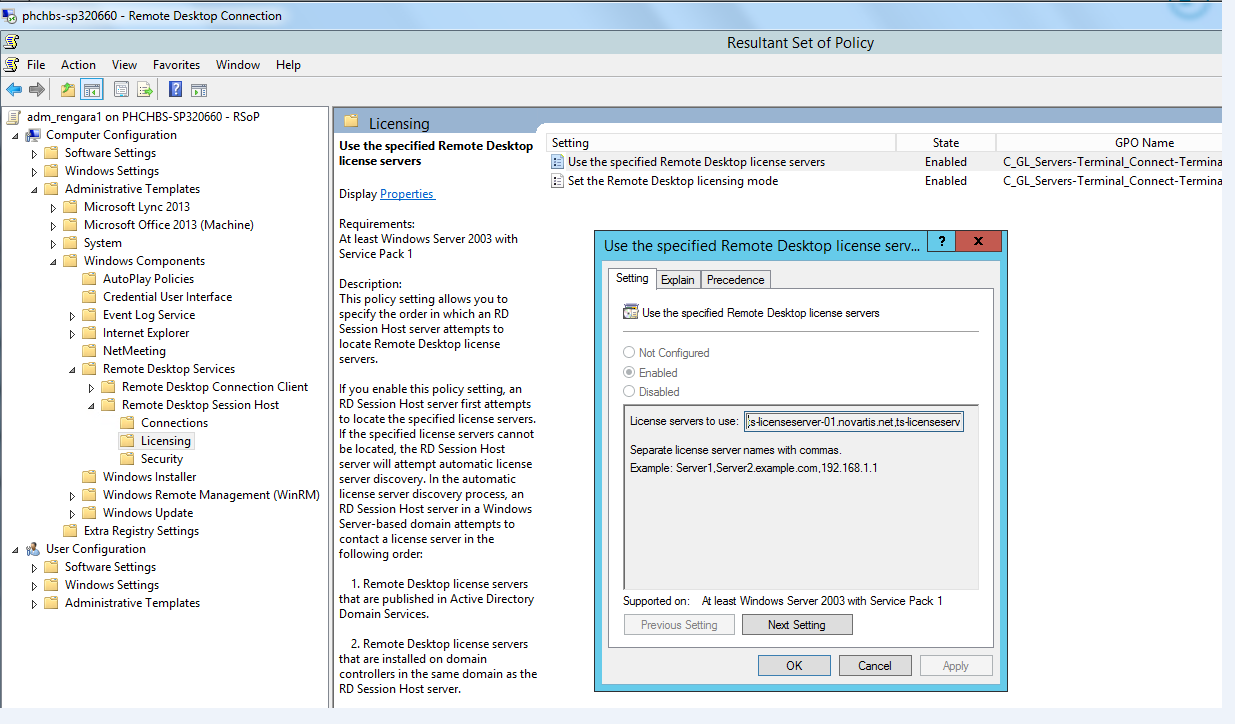 phchbs-sp320660 - Remote Desktop Connection
Resultant Set of Policy
File Action View Favorites Window Help
adm_rengara1 on PHCHBS-SP320660 - RSoP
Computer Configuration
Software Settings
Windows Settings
Administrative Templates
Microsoft Lync 2013
Microsoft Office 2013 (Machine)
System
Windows Components
AutoPlay Policies
Credential User Interface
Event Log Service
Internet Explorer
NetMeeting
Remote Desktop Services
Remote Desktop Connection Client
Remote Desktop Session Host
Connections
Licensing
Security
Windows Installer
Windows Remote Management (WinRM)
Windows Update
Extra Registry Settings
User Configuration
Software Settings
Windows Settings
Administrative Templates
Licensing
Use the specified Remote Desktop
license servers
Display Properties
Requirements:
At least Windows Server 2003 with
Service Pack 1
Description:
This policy setting allows you to
specify the order in which an RD
Session Host server attempts to
locate Remote Desktop license
servers.
If you enable this policy setting, an
RD Session Host server first attempts
to locate the specified license servers.
If the specified license servers cannot
be located, the RD Session Host
server will attempt automatic license
server discovery. In the automatic
license server discovery process, an
RD Session Host server in a Windows
Server-based domain attempts to
contact a license server in the
following order:
1. Remote Desktop license servers
that are published in Active Directory
Domain Services.
2. Remote Desktop license servers
that are installed on domain
controllers in the same domain as the
RD Session Host server.
Setting State GPO Name
Use the specified Remote Desktop license servers Enabled C_GL_Servers-Terminal_Connect-Termina
Set the Remote Desktop licensing mode Enabled C_GL_Servers-Terminal_Connect-Termina
Use the specified Remote Desktop license serv... ? X
Setting Explain Precedence
Use the specified Remote Desktop license servers
Not Configured
Enabled
Disabled
License servers to use: s-licenseserver-01.novartis.net,ts-licenseserv
Separate license server names with commas.
Example: Server1,Server2.example.com,192.168.1.1
Supported on: At least Windows Server 2003 with Service Pack 1
Previous Setting Next Setting
OK Cancel Apply